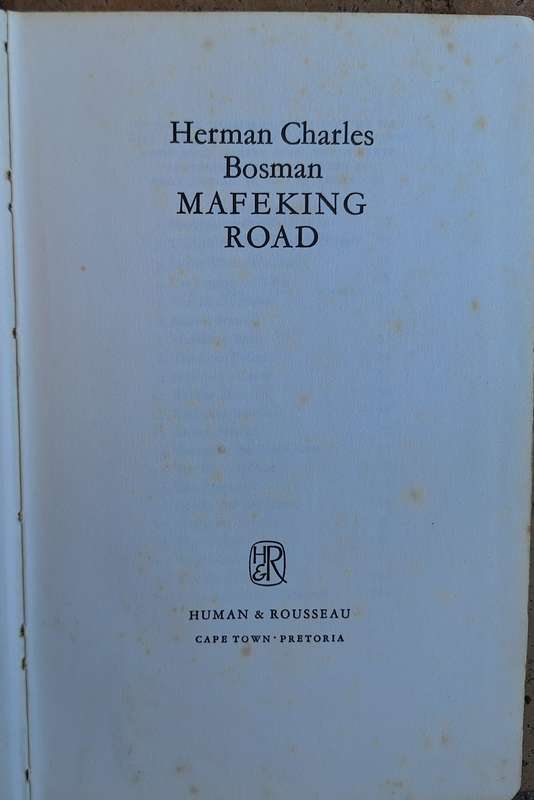 Herman Charles
Bosman
MAFEKING
ROAD
H
&R
HUMAN & ROUSSEAU
CAPE TOWN · PRETORIA